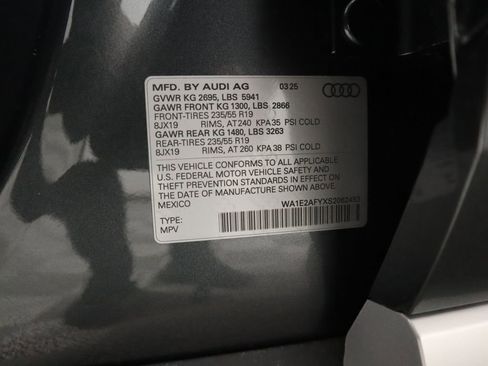 MFD. BY AUDI AG 03 25
GVWR KG 2695, LBS 5941
GAWR FRONT KG 1300, LBS 2866
FRONT-TIRES 235/55 R19
8JX19 RIMS, AT 240 KPA 35 PSI COLD
GAWR REAR KG 1480, LBS 3263
REAR-TIRES 235/55 R19
8JX19 RIMS, AT 260 KPA 38 PSI COLD
THIS VEHICLE CONFORMS TO ALL APPLICABLE
U.S. FEDERAL MOTOR VEHICLE SAFETY AND
THEFT PREVENTION STANDARDS IN EFFECT ON
THE DATE OF MANUFACTURE SHOWN ABOVE.
MEXICO
WA1E2AFYXS2062493
TYPE:
MPV